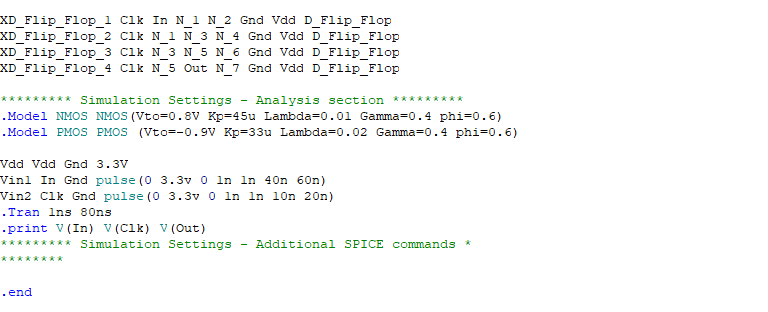 XD_Flip_Flop_1 Clk In N_1 N_2 Gnd Vdd D_Flip_Flop
XD_Flip_Flop_2 Clk N_1 N_3 N_4 Gnd Vdd D_Flip_Flop
XD_Flip_Flop_3 Clk N_3 N_5 N_6 Gnd Vdd D_Flip_Flop
XD_Flip_Flop_4 Clk N_5 Out N_7 Gnd Vdd D_Flip_Flop
********* Simulation Settings - Analysis section *********
.Model NMOS NMOS(Vto=0.8V Kp=45u Lambda=0.01 Gamma=0.4 phi=0.6)
.Model PMOS PMOS (Vto=-0.9V Kp=33u Lambda=0.02 Gamma=0.4 phi=0.6)
Vdd Vdd Gnd 3.3V
Vin1 In Gnd pulse(0 3.3v 0 1n 1n 40n 60n)
Vin2 Clk Gnd pulse(0 3.3v 0 1n 1n 10n 20n)
.Tran 1ns 80ns
.print V(In) V(Clk) V(Out)
********* Simulation Settings - Additional SPICE commands *
********
.end